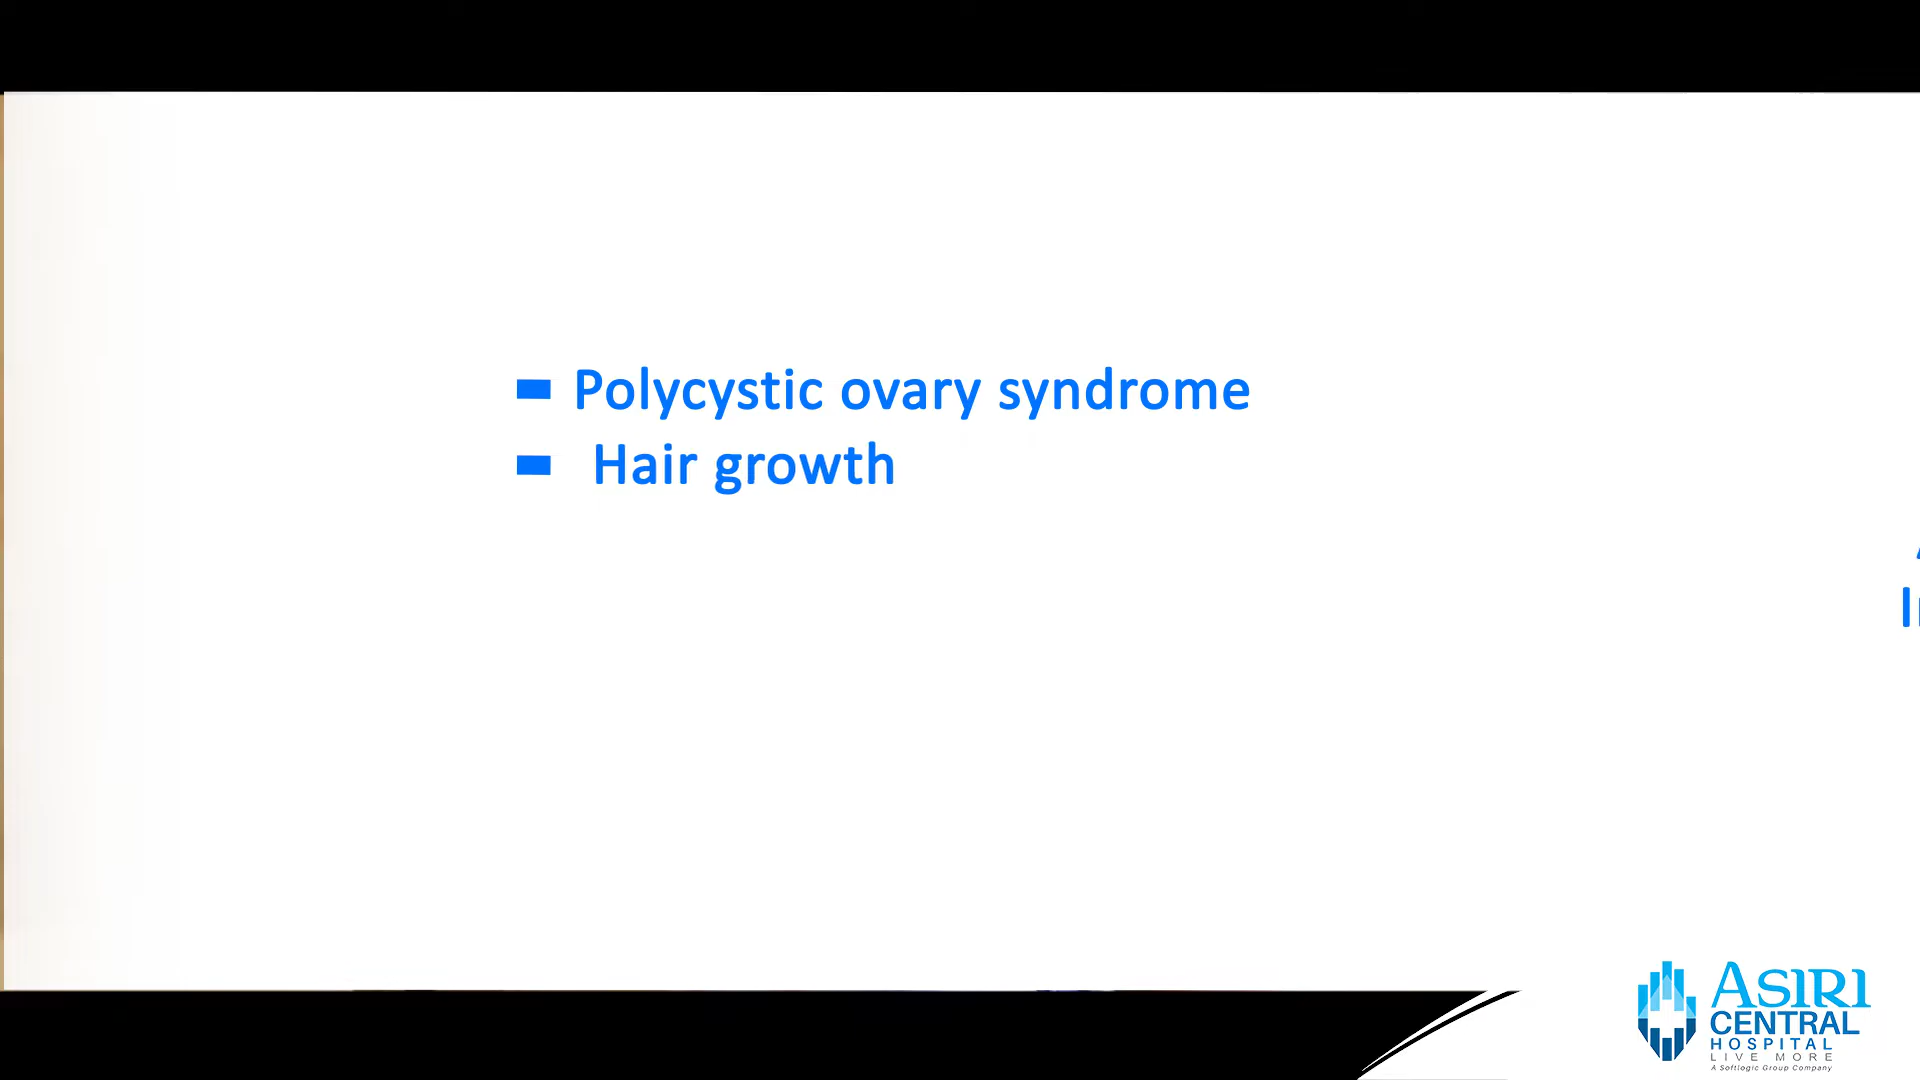 Polycystic ovary syndrome
Hair growth
ASIRI
CENTRAL
HOSPITAL
LIVE MORE
A Softlogic Group Company